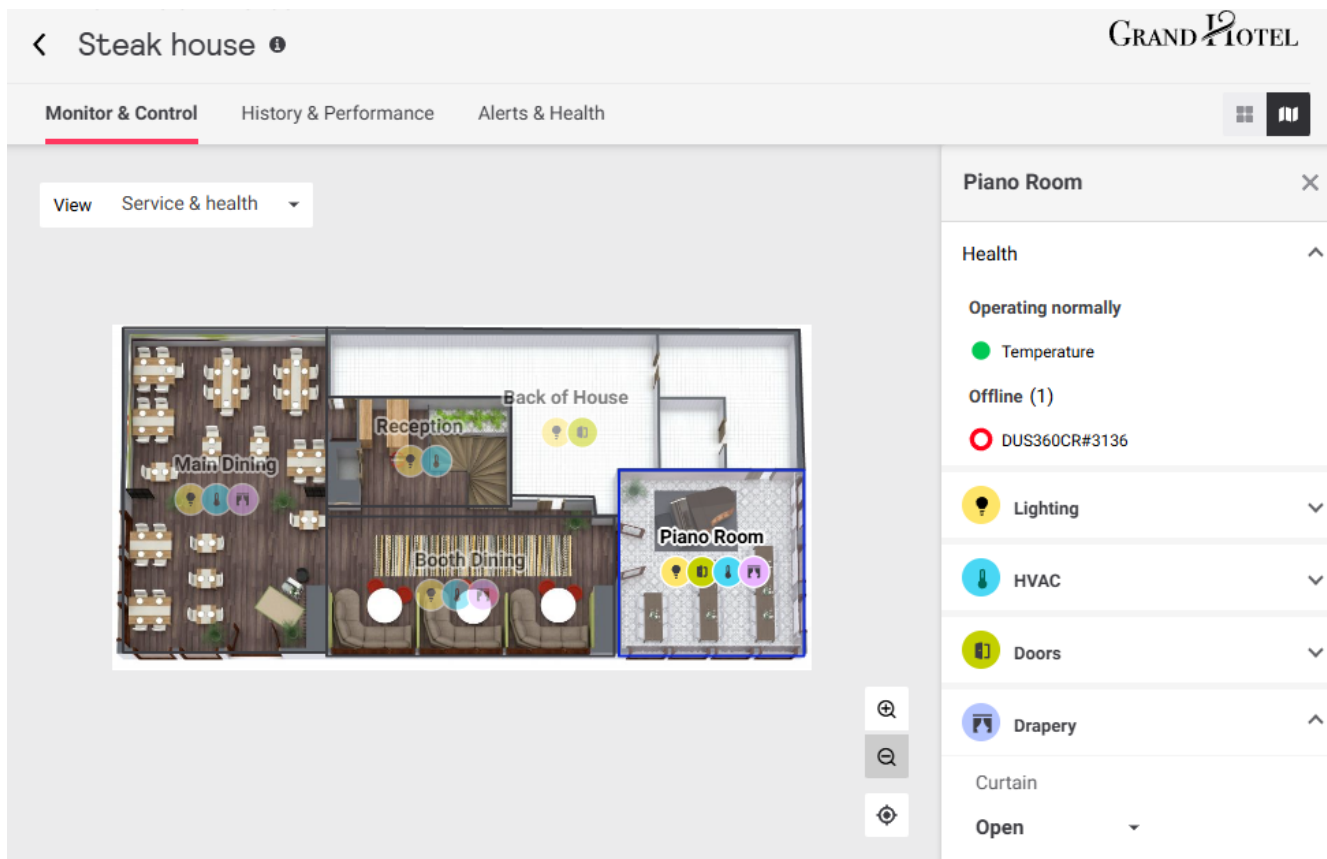 Steak house
GRAND HOTEL
Monitor & Control
History & Performance
Alerts & Health
View
Service & health
Back of House
Reception
Main Dining
Piano Room
Booth Dining
Piano Room
Health
Operating normally
Temperature
Offline (1)
DUS360CR#3136
Lighting
HVAC
Doors
Drapery
Curtain
Open